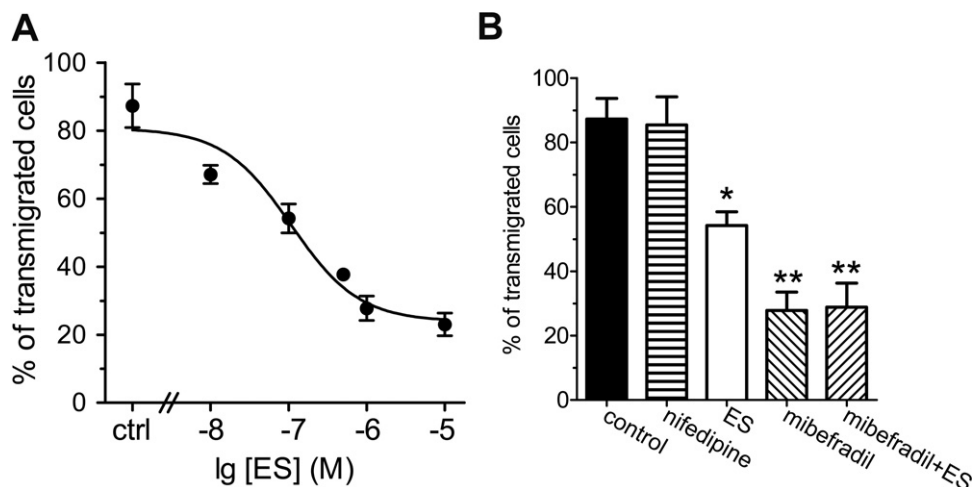 A
% of transmigrated cells
100
80
60
40
20
0
ctrl
-8
-7
-6
-5
lg [ES] (M)
B
% of transmigrated cells
100
80
60
40
20
0
*
**
**
control
nifedipine
ES
mibefradil
mibefradil+ES